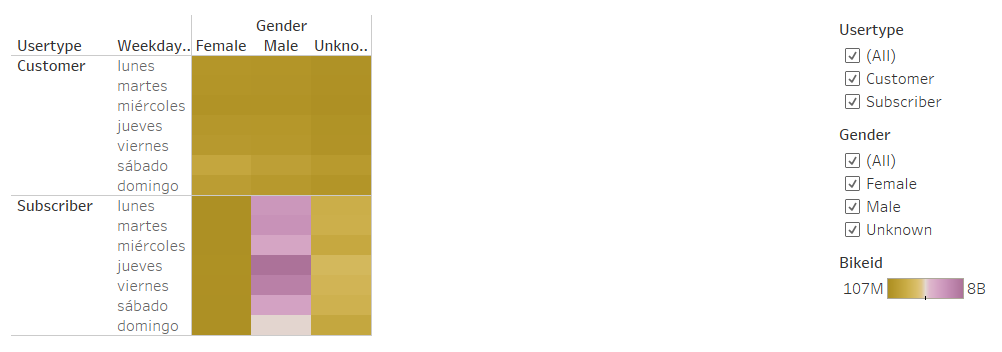 Gender
Usertype Weekday.. Female Male Unkno..
Customer lunes
martes
miércoles
jueves
viernes
sábado
domingo
Subscriber lunes
martes
miércoles
jueves
viernes
sábado
domingo
Usertype
(All)
Customer
Subscriber
Gender
(All)
Female
Male
Unknown
Bikeid
107M 8B